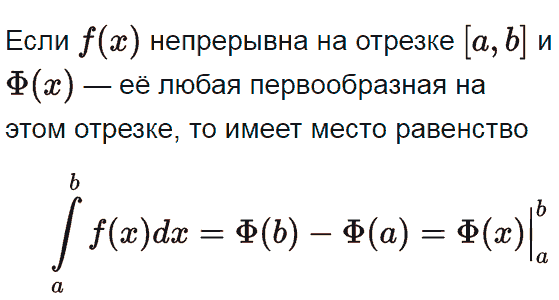 Если f(x) непрерывна на отрезке [a, b] и
Φ(x) — её любая первообразная на
этом отрезке, то имеет место равенство
∫_a^b f(x)dx = Φ(b) − Φ(a) = Φ(x)|_a^b